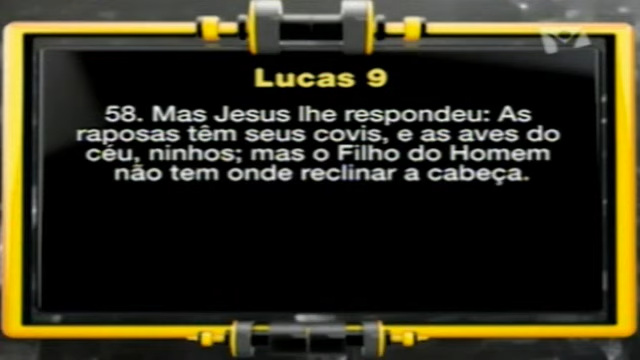 Lucas 9
58. Mas Jesus lhe respondeu: As
raposas têm seus covis, e as aves do
céu, ninhos; mas o Filho do Homem
não tem onde reclinar a cabeça.